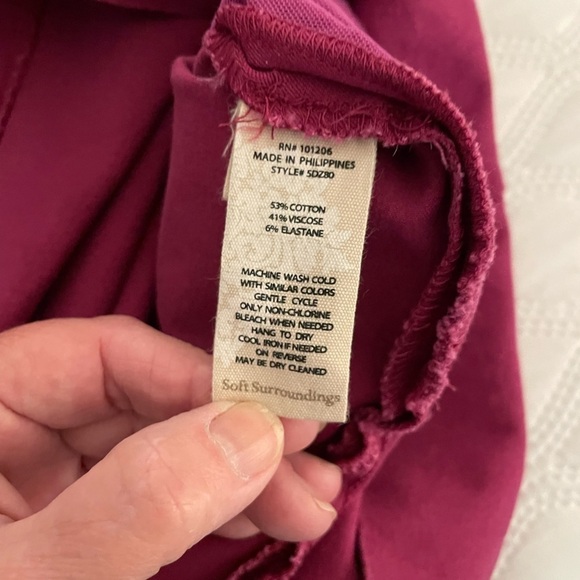 RN# 101206
MADE IN PHILIPPINES
STYLE# 5DZ80
53% COTTON
41% VISCOSE
6% ELASTANE
MACHINE WASH COLD
WITH SIMILAR COLORS
GENTLE CYCLE
ONLY NON-CHLORINE
BLEACH WHEN NEEDED
HANG TO DRY
COOL IRON IF NEEDED
ON REVERSE
MAY BE DRY CLEANED
Soft Surroundings